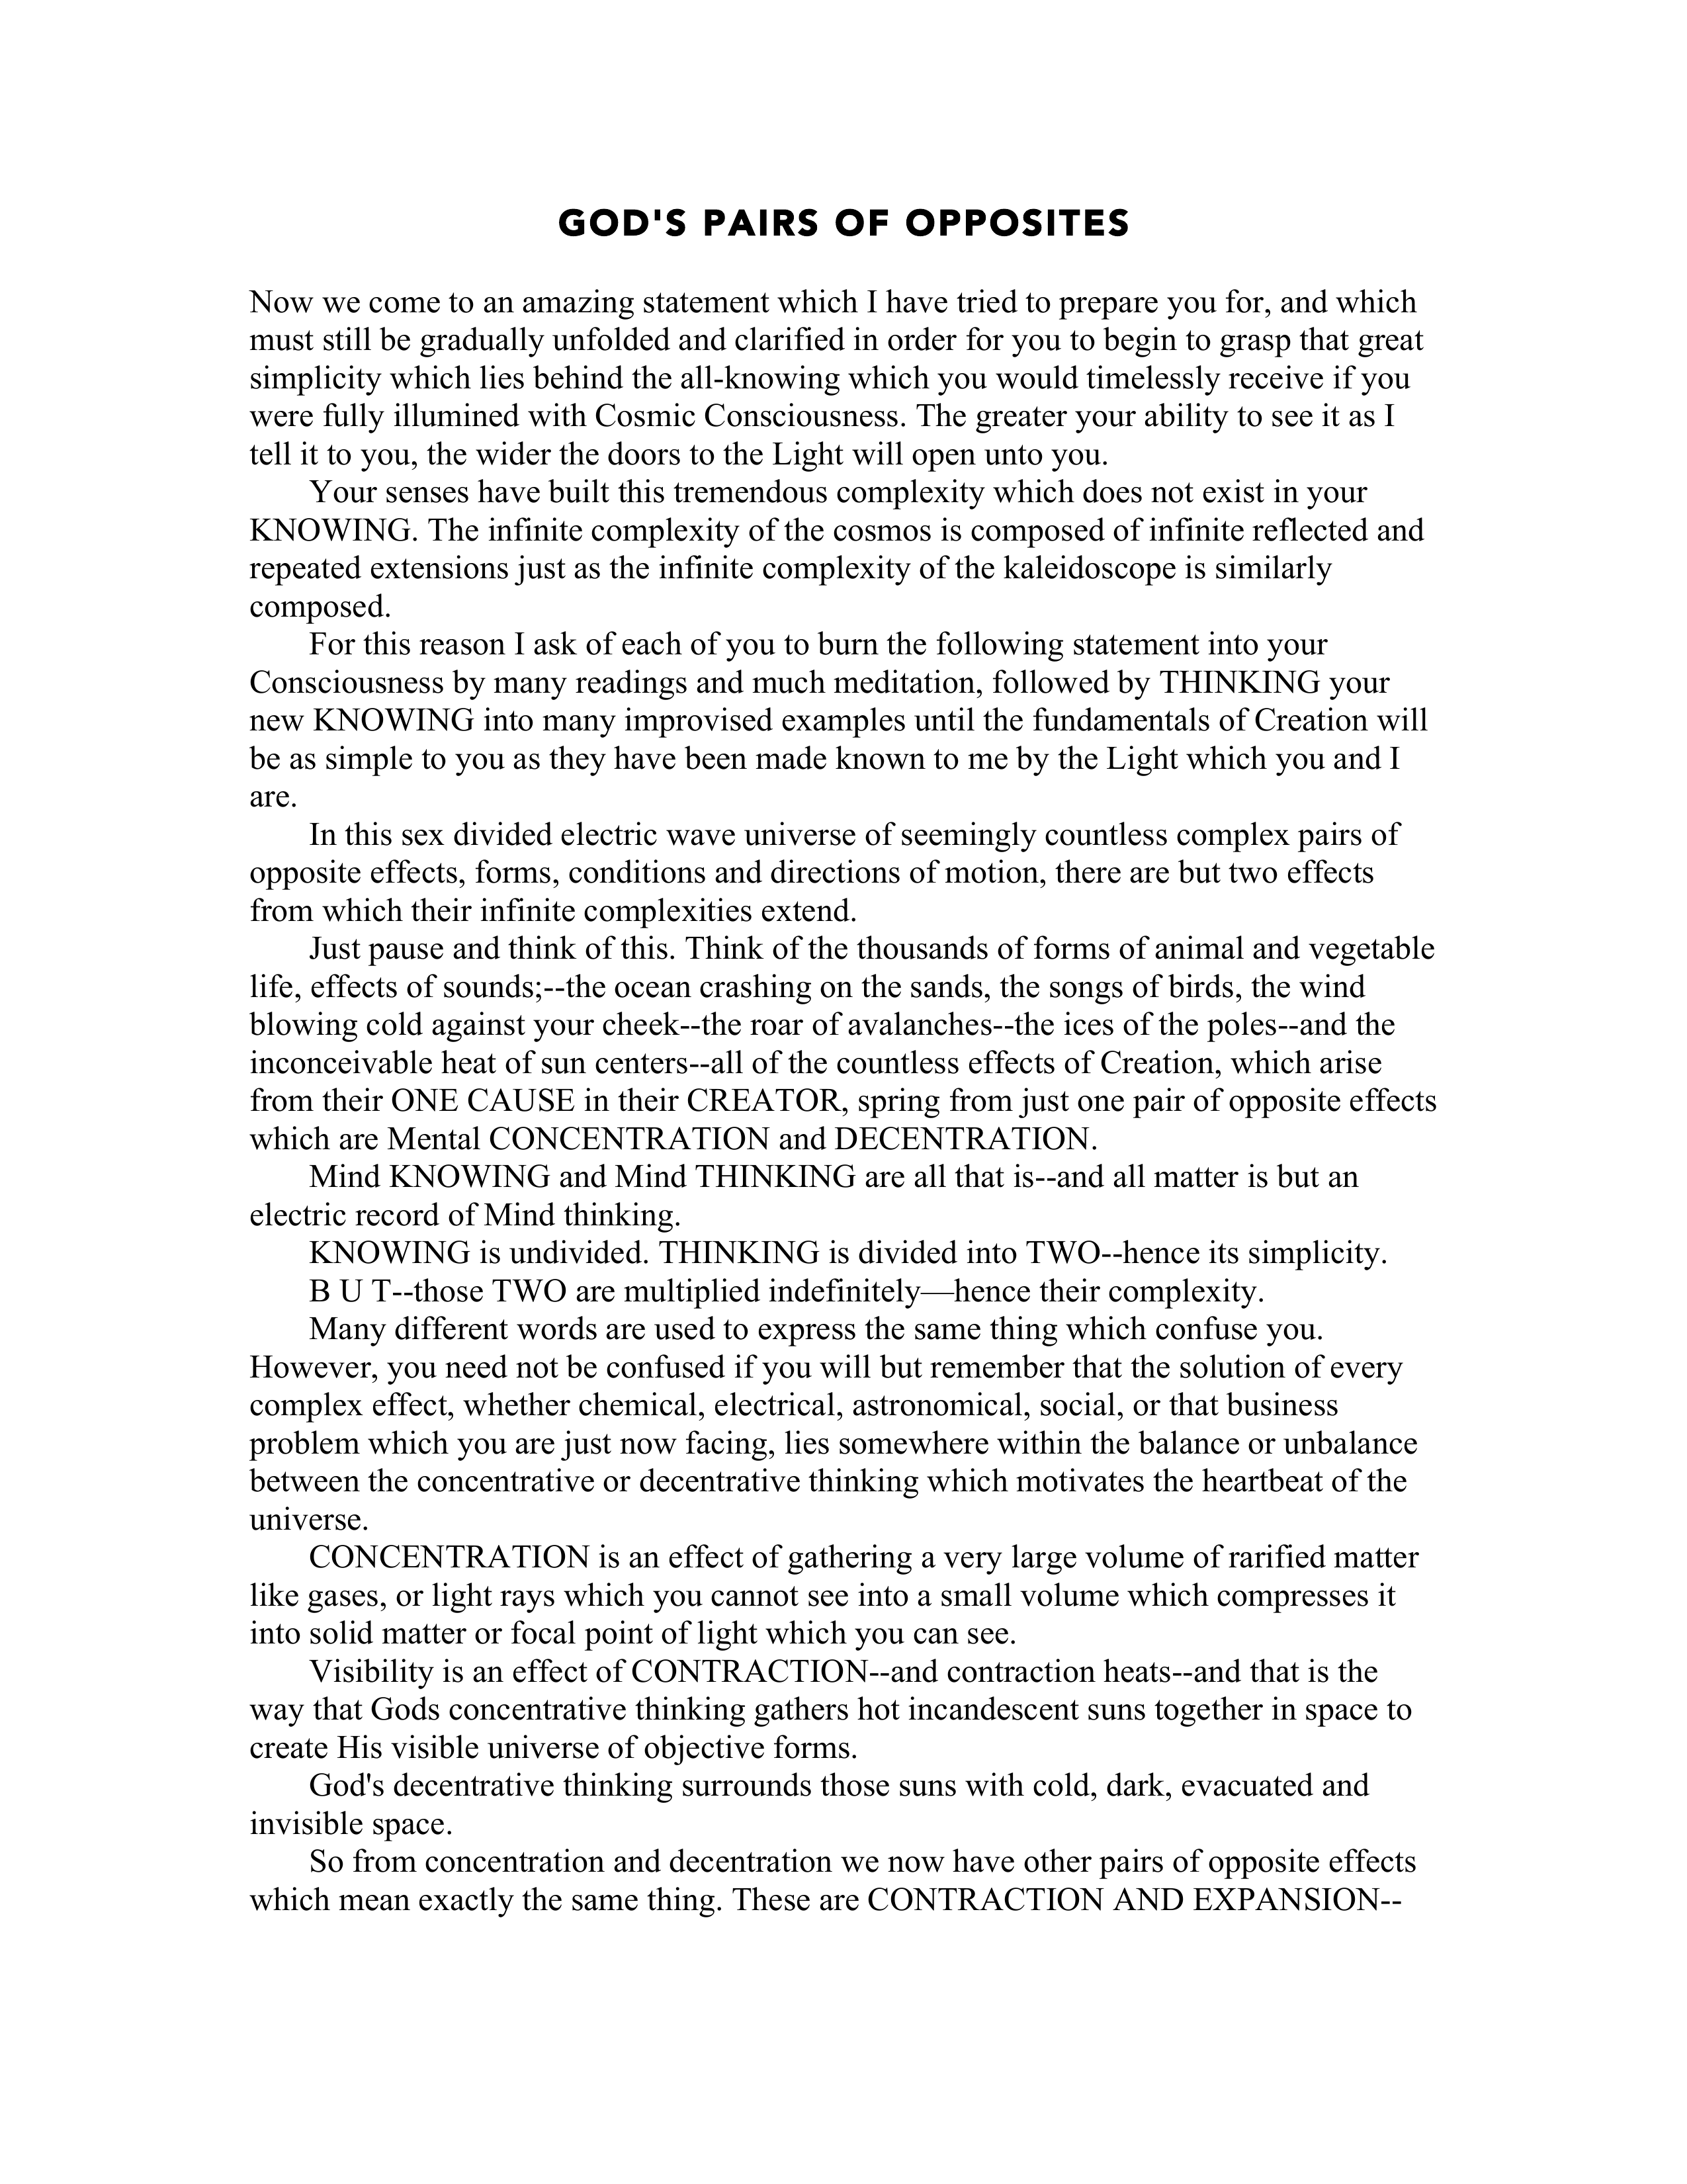 GOD'S PAIRS OF OPPOSITES
Now we come to an amazing statement which I have tried to prepare you for, and which
must still be gradually unfolded and clarified in order for you to begin to grasp that great
simplicity which lies behind the all-knowing which you would timelessly receive if you
were fully illumined with Cosmic Consciousness. The greater your ability to see it as I
tell it to you, the wider the doors to the Light will open unto you.
Your senses have built this tremendous complexity which does not exist in your
KNOWING. The infinite complexity of the cosmos is composed of infinite reflected and
repeated extensions just as the infinite complexity of the kaleidoscope is similarly
composed.
For this reason I ask of each of you to burn the following statement into your
Consciousness by many readings and much meditation, followed by THINKING your
new KNOWING into many improvised examples until the fundamentals of Creation will
be as simple to you as they have been made known to me by the Light which you and I
are.
In this sex divided electric wave universe of seemingly countless complex pairs of
opposite effects, forms, conditions and directions of motion, there are but two effects
from which their infinite complexities extend.
Just pause and think of this. Think of the thousands of forms of animal and vegetable
life, effects of sounds;--the ocean crashing on the sands, the songs of birds, the wind
blowing cold against your cheek--the roar of avalanches--the ices of the poles--and the
inconceivable heat of sun centers--all of the countless effects of Creation, which arise
from their ONE CAUSE in their CREATOR, spring from just one pair of opposite effects
which are Mental CONCENTRATION and DECENTRATION.
Mind KNOWING and Mind THINKING are all that is--and all matter is but an
electric record of Mind thinking.
KNOWING is undivided. THINKING is divided into TWO--hence its simplicity.
B U T--those TWO are multiplied indefinitely—hence their complexity.
Many different words are used to express the same thing which confuse you.
However, you need not be confused if you will but remember that the solution of every
complex effect, whether chemical, electrical, astronomical, social, or that business
problem which you are just now facing, lies somewhere within the balance or unbalance
between the concentrative or decentrative thinking which motivates the heartbeat of the
universe.
CONCENTRATION is an effect of gathering a very large volume of rarified matter
like gases, or light rays which you cannot see into a small volume which compresses it
into solid matter or focal point of light which you can see.
Visibility is an effect of CONTRACTION--and contraction heats--and that is the
way that Gods concentrative thinking gathers hot incandescent suns together in space to
create His visible universe of objective forms.
God's decentrative thinking surrounds those suns with cold, dark, evacuated and
invisible space.
So from concentration and decentration we now have other pairs of opposite effects
which mean exactly the same thing. These are CONTRACTION AND EXPANSION--